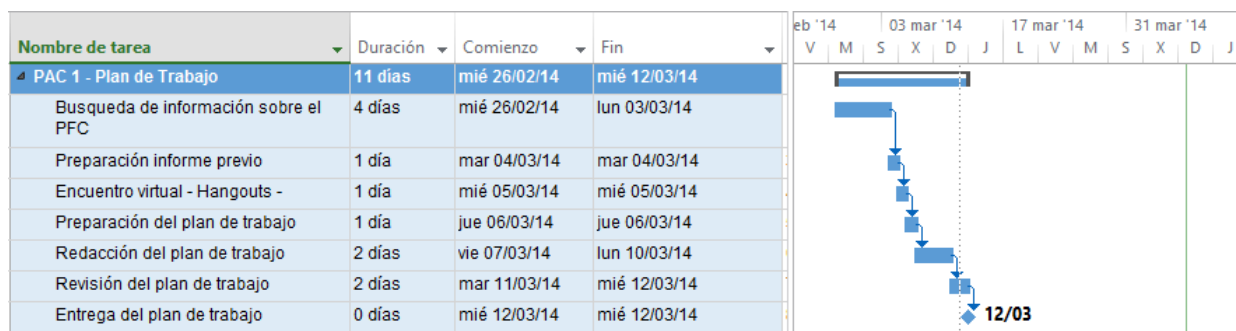 eb '14 03 mar '14 17 mar '14 31 mar '14
Nombre de tarea Duración Comienzo Fin V M S X D J L V M S X D J
PAC 1 - Plan de Trabajo 11 días mié 26/02/14 mié 12/03/14
Busqueda de información sobre el 4 días mié 26/02/14 lun 03/03/14
PFC
Preparación informe previo 1 día mar 04/03/14 mar 04/03/14
Encuentro virtual - Hangouts - 1 día mié 05/03/14 mié 05/03/14
Preparación del plan de trabajo 1 día jue 06/03/14 jue 06/03/14
Redacción del plan de trabajo 2 días vie 07/03/14 lun 10/03/14
Revisión del plan de trabajo 2 días mar 11/03/14 mié 12/03/14
Entrega del plan de trabajo 0 días mié 12/03/14 mié 12/03/14 12/03